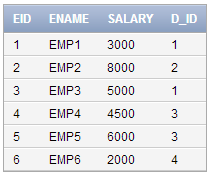 EID ENAME SALARY D_ID
1 EMP1 3000 1
2 EMP2 8000 2
3 EMP3 5000 1
4 EMP4 4500 3
5 EMP5 6000 3
6 EMP6 2000 4